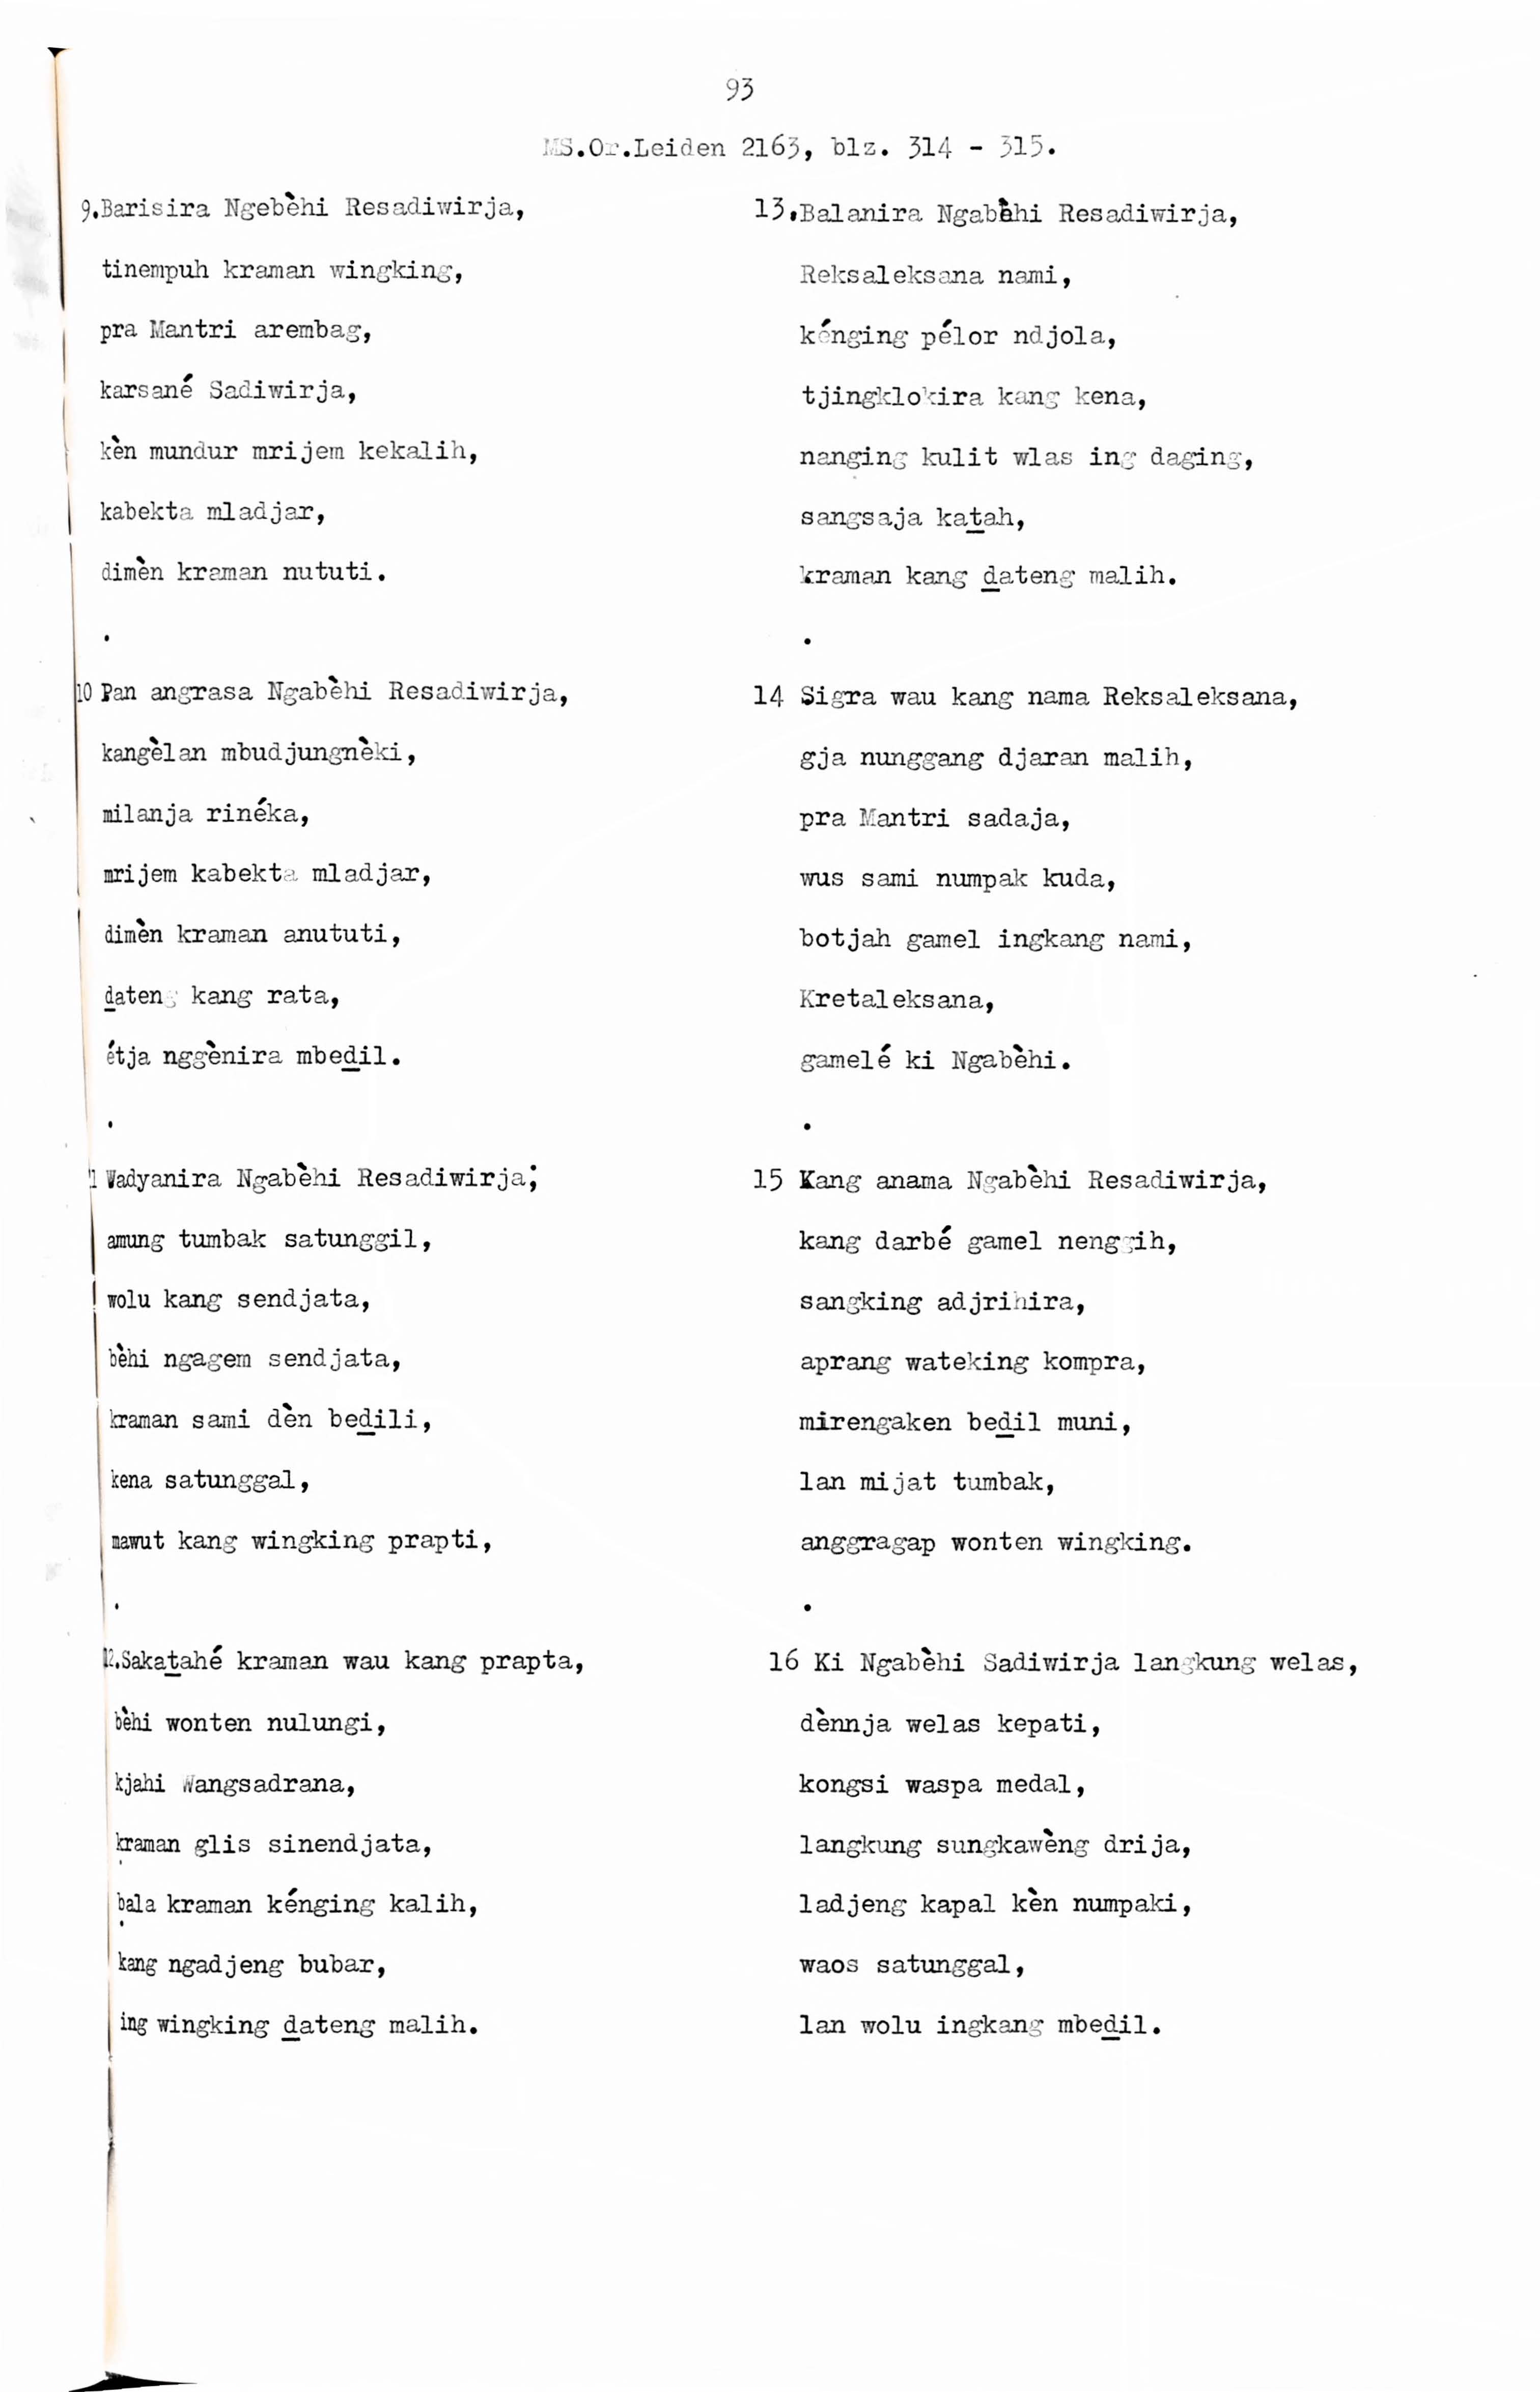 93
MS.Or.Leiden 2163, blz. 314 - 315.
9.Barisira Ngebèhi Resadiwirja,
tinempuh kraman wingking,
pra Mantri arembag,
karsané Sadiwirja,
kèn mundur mrijem kekalih,
kabekta mladjar,
dimèn kraman nututi.
.
10 Pan angrasa Ngabèhi Resadiwirja,
kangèlan mbudjungnèki,
milanja rinéka,
mrijem kabekta mladjar,
dimèn kraman anututi,
ḏateng kang rata,
étja nggènira mbeḏil.
.
11 Wadyanira Ngabèhi Resadiwirja;
amung tumbak satunggil,
wolu kang sendjata,
bèhi ngagem sendjata,
kraman sami dèn beḏili,
kena satunggal,
mawut kang wingking prapti,
.
12.Sakaṯahé kraman wau kang prapta,
bèhi wonten nulungi,
kjahi Wangsadrana,
kraman glis sinendjata,
bala kraman kénging kalih,
kang ngadjeng bubar,
ing wingking ḏateng malih.
13.Balanira Ngabèhi Resadiwirja,
Reksaleksana nami,
kénging pélor ndjola,
tjingklokira kang kena,
nanging kulit wlas ing daging,
sangsaja kaṯah,
kraman kang ḏateng malih.
.
14 Sigra wau kang nama Reksaleksana,
gja nunggang djaran malih,
pra Mantri sadaja,
wus sami numpak kuda,
botjah gamel ingkang nami,
Kretaleksana,
gamelé ki Ngabèhi.
.
15 Kang anama Ngabèhi Resadiwirja,
kang darbé gamel nenggih,
sangking adjrihira,
aprang wateking kompra,
mirengaken beḏil muni,
lan mijat tumbak,
anggragap wonten wingking.
.
16 Ki Ngabèhi Sadiwirja langkung welas,
dènnja welas kepati,
kongsi waspa medal,
langkung sungkawèng drija,
ladjeng kapal kèn numpaki,
waos satunggal,
lan wolu ingkang mbeḏil.